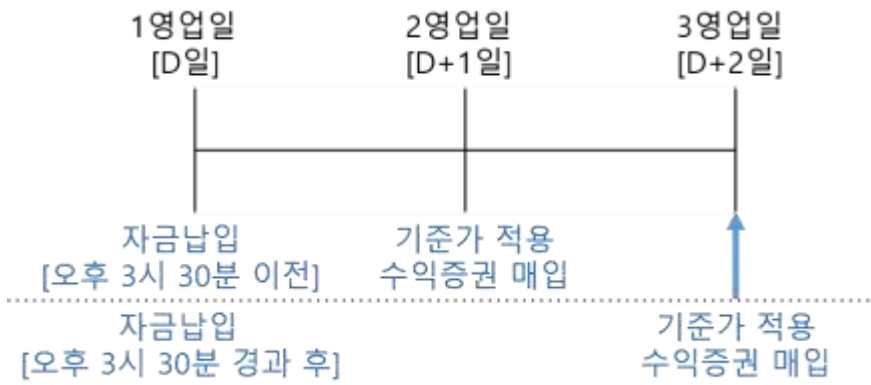 1영업일 2영업일 3영업일
[D일] [D+1일] [D+2일]
자금납입 기준가 적용
[오후 3시 30분 이전] 수익증권 매입
자금납입 기준가 적용
[오후 3시 30분 경과 후] 수익증권 매입